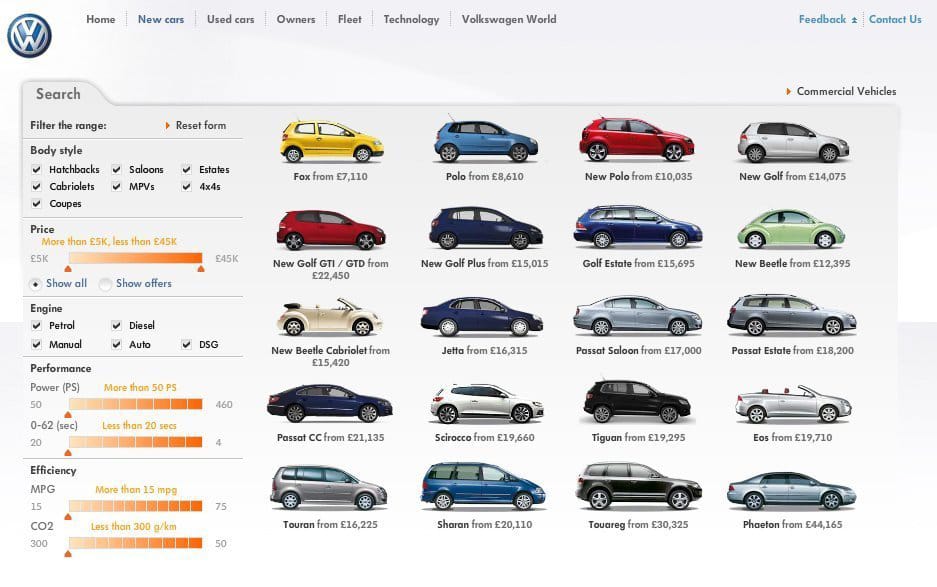 Home New cars Used cars Owners Fleet Technology Volkswagen World Feedback Contact Us
Search
Commercial Vehicles
Filter the range: Reset form
Body style
Hatchbacks Saloons Estates
Cabriolets MPVs 4x4s
Coupes
Price
More than £5K, less than £45K
£5K £45K
Show all Show offers
Engine
Petrol Diesel
Manual Auto DSG
Performance
Power (PS) More than 50 PS
50 460
0-62 (sec) Less than 20 secs
20 4
Efficiency
MPG More than 15 mpg
15 75
CO2 Less than 300 g/km
300 50
Fox from £7,110 Polo from £8,610 New Polo from £10,035 New Golf from £14,075
New Golf GTI / GTD from New Golf Plus from £15,015 Golf Estate from £15,695 New Beetle from £12,395
£22,450
New Beetle Cabriolet from Jetta from £16,315 Passat Saloon from £17,000 Passat Estate from £18,200
£15,420
Passat CC from £21,135 Scirocco from £19,660 Tiguan from £19,295 Eos from £19,710
Touran from £16,225 Sharan from £20,110 Touareg from £30,325 Phaeton from £44,165